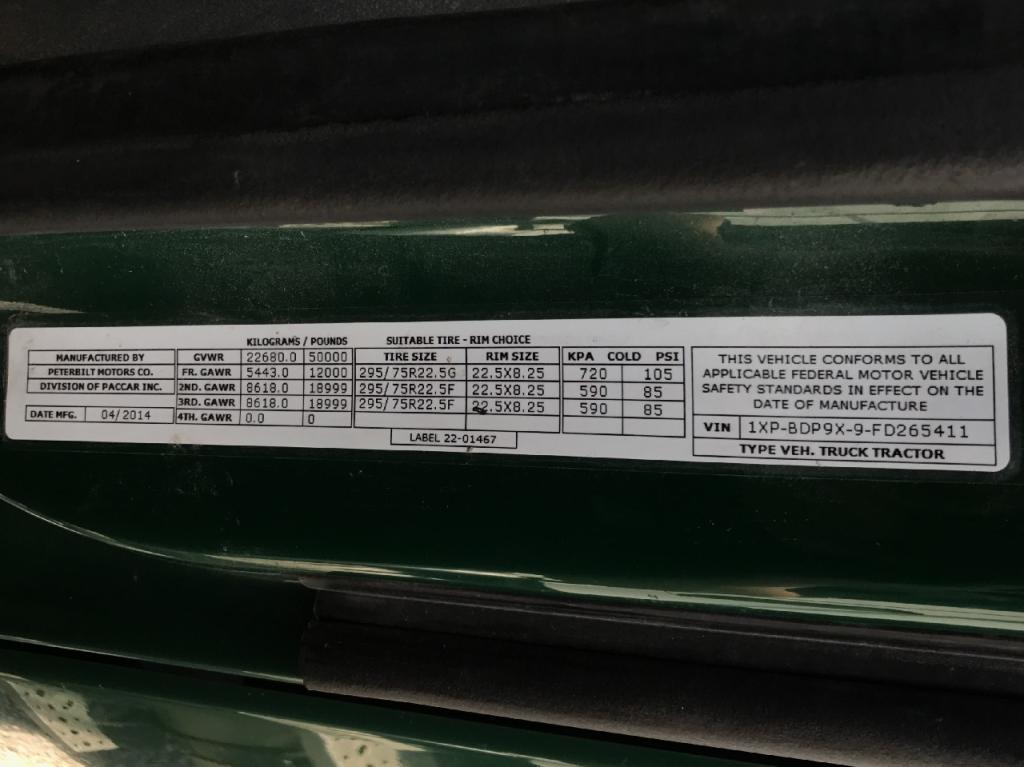 KILOGRAMS / POUNDS SUITABLE TIRE - RIM CHOICE
MANUFACTURED BY
PETERBILT MOTORS CO.
DIVISION OF PACCAR INC.
DATE MFG. 04/2014
GVWR 22680.0 50000 TIRE SIZE RIM SIZE KPA COLD PSI
FR. GAWR 5443.0 12000 295/75R22.5G 22.5X8.25 720 105
2ND. GAWR 8618.0 18999 295/75R22.5F 22.5X8.25 590 85
3RD. GAWR 8618.0 18999 295/75R22.5F 22.5X8.25 590 85
4TH. GAWR 0.0 0
LABEL 22-01467
THIS VEHICLE CONFORMS TO ALL
APPLICABLE FEDERAL MOTOR VEHICLE
SAFETY STANDARDS IN EFFECT ON THE
DATE OF MANUFACTURE
VIN 1XP-BDP9X-9-FD265411
TYPE VEH. TRUCK TRACTOR